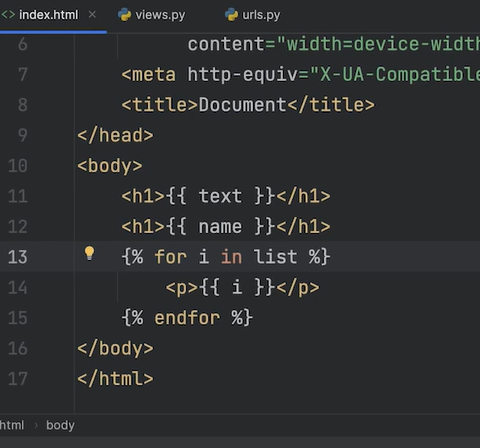 index.html views.py urls.py
6 content="width=device-width
7 <meta http-equiv="X-UA-Compatible
8 <title>Document</title>
9 </head>
10 <body>
11 <h1>{{ text }}</h1>
12 <h1>{{ name }}</h1>
13 {% for i in list %}
14 <p>{{ i }}</p>
15 {% endfor %}
16 </body>
17 </html>
html › body